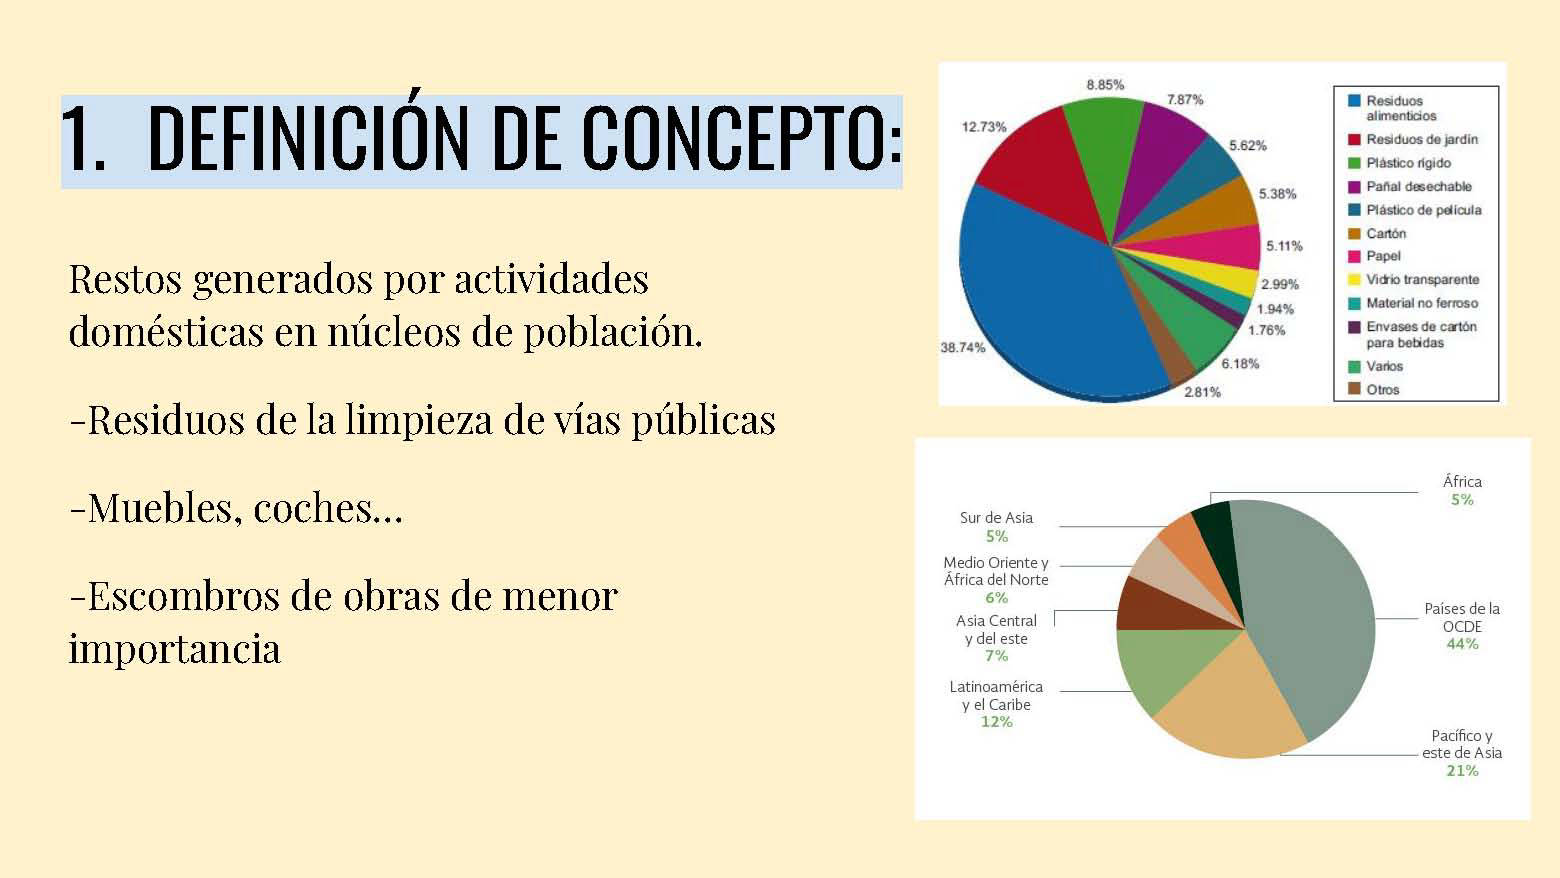 1. DEFINICIÓN DE CONCEPTO:
Restos generados por actividades
domésticas en núcleos de población.
-Residuos de la limpieza de vías públicas
-Muebles, coches...
-Escombros de obras de menor
importancia
8.85%
7.87%
12.73%
5.62%
5.38%
5.11%
2.99%
1.94%
1.76%
38.74%
6.18%
2.81%
Residuos
alimenticios
Residuos de jardín
Plástico rígido
Pañal desechable
Plástico de película
Cartón
Papel
Vidrio transparente
Material no ferroso
Envases de cartón
para bebidas
Varios
Otros
África
5%
Sur de Asia
5%
Medio Oriente y
África del Norte
6%
Asia Central
y del este
7%
Latinoamérica
y el Caribe
12%
Países de la
OCDE
44%
Pacífico y
este de Asia
21%